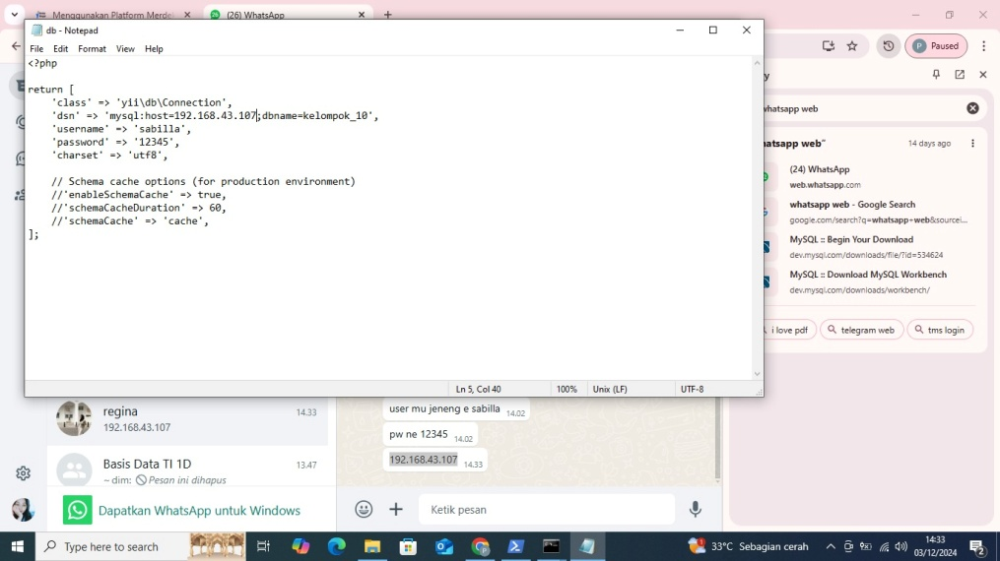 Menggunakan Platform Merde
(26) WhatsApp
db - Notepad
File Edit Format View Help
<?php
return [
'class' => 'yii\db\Connection',
'dsn' => 'mysql:host=192.168.43.107;dbname=kelompok_10',
'username' => 'sabilla',
'password' => '12345',
'charset' => 'utf8',
// Schema cache options (for production environment)
//'enableSchemaCache' => true,
//'schemaCacheDuration' => 60,
//'schemaCache' => 'cache',
];
Ln 5, Col 40
100%
Unix (LF)
UTF-8
P Paused
whatsapp web
hatsapp web"
14 days ago
(24) WhatsApp
web.whatsapp.com
whatsapp web - Google Search
google.com/search?q=whatsapp+web&sourcei...
MySQL :: Begin Your Download
dev.mysql.com/downloads/file/?id=534624
MySQL :: Download MySQL Workbench
dev.mysql.com/downloads/workbench/
i love pdf
telegram web
tms login
regina
14.33
192.168.43.107
Basis Data TI 1D
13.47
~ dim: Pesan ini dihapus
Dapatkan WhatsApp untuk Windows
user mu jeneng e sabilla 14.02
pw ne 12345 14.02
192.168.43.107 14.33
Ketik pesan
Type here to search
33°C Sebagian cerah
14:33
03/12/2024
2